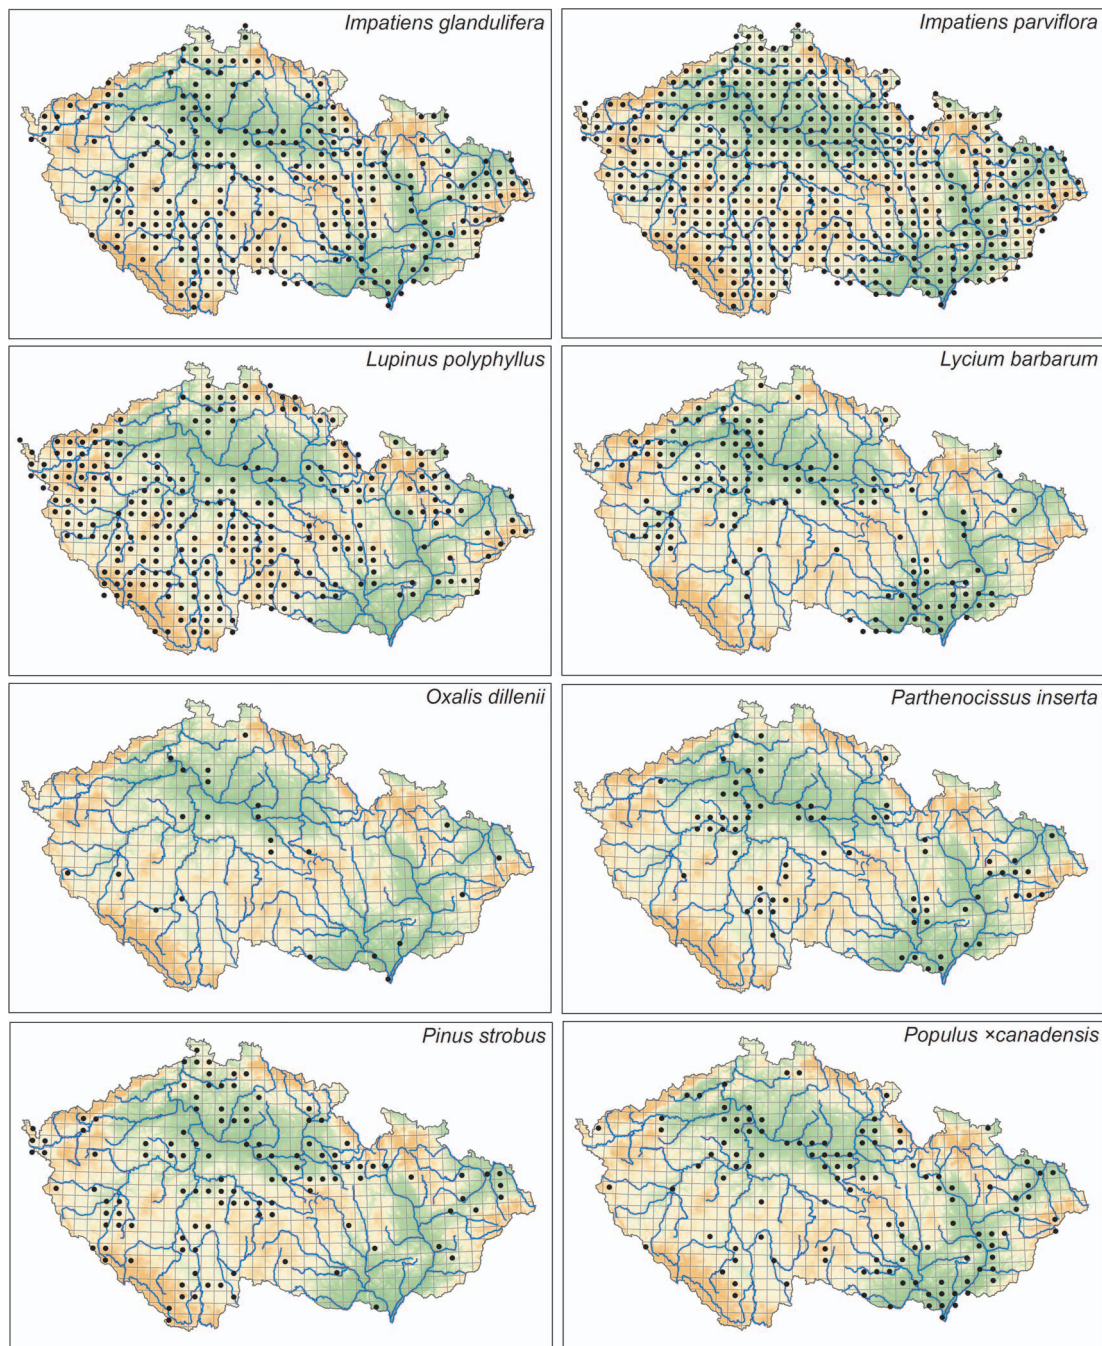 Impatiens glandulifera
Impatiens parviflora
Lupinus polyphyllus
Lycium barbarum
Oxalis dillenii
Parthenocissus inserta
Pinus strobus
Populus ×canadensis